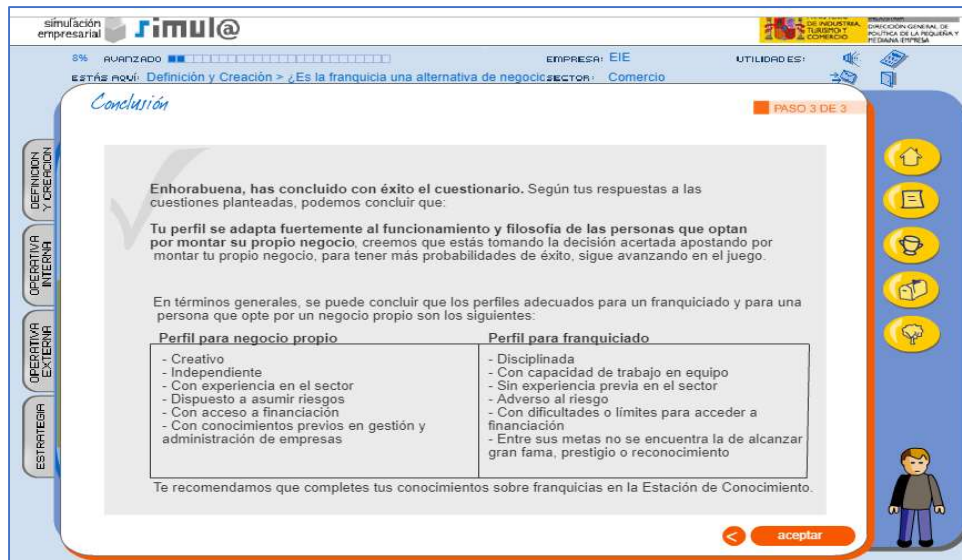 simulación
empresarial simul@
DE INDUSTRIA,
TURISMO Y
COMERCIO
DIRECCIÓN GENERAL DE
POLÍTICA DE LA PEQUEÑA Y
MEDIANA EMPRESA
8% AVANZADO EMPRESA: EIE UTILIDADES:
ESTÁS AQUÍ: Definición y Creación > ¿Es la franquicia una alternativa de negocio SECTOR: Comercio
Conclusión
PASO 3 DE 3
DEFINICION
Y CREACION
OPERATIVA
INTERNA
OPERATIVA
EXTERNA
ESTRATEGIA
Enhorabuena, has concluido con éxito el cuestionario. Según tus respuestas a las
cuestiones planteadas, podemos concluir que:
Tu perfil se adapta fuertemente al funcionamiento y filosofía de las personas que optan
por montar su propio negocio, creemos que estás tomando la decisión acertada apostando por
montar tu propio negocio, para tener más probabilidades de éxito, sigue avanzando en el juego.
En términos generales, se puede concluir que los perfiles adecuados para un franquiciado y para una
persona que opte por un negocio propio son los siguientes:
Perfil para negocio propio
- Creativo
- Independiente
- Con experiencia en el sector
- Dispuesto a asumir riesgos
- Con acceso a financiación
- Con conocimientos previos en gestión y
administración de empresas
Perfil para franquiciado
- Disciplinada
- Con capacidad de trabajo en equipo
- Sin experiencia previa en el sector
- Adverso al riesgo
- Con dificultades o límites para acceder a
financiación
- Entre sus metas no se encuentra la de alcanzar
gran fama, prestigio o reconocimiento
Te recomendamos que completes tus conocimientos sobre franquicias en la Estación de Conocimiento.
< aceptar